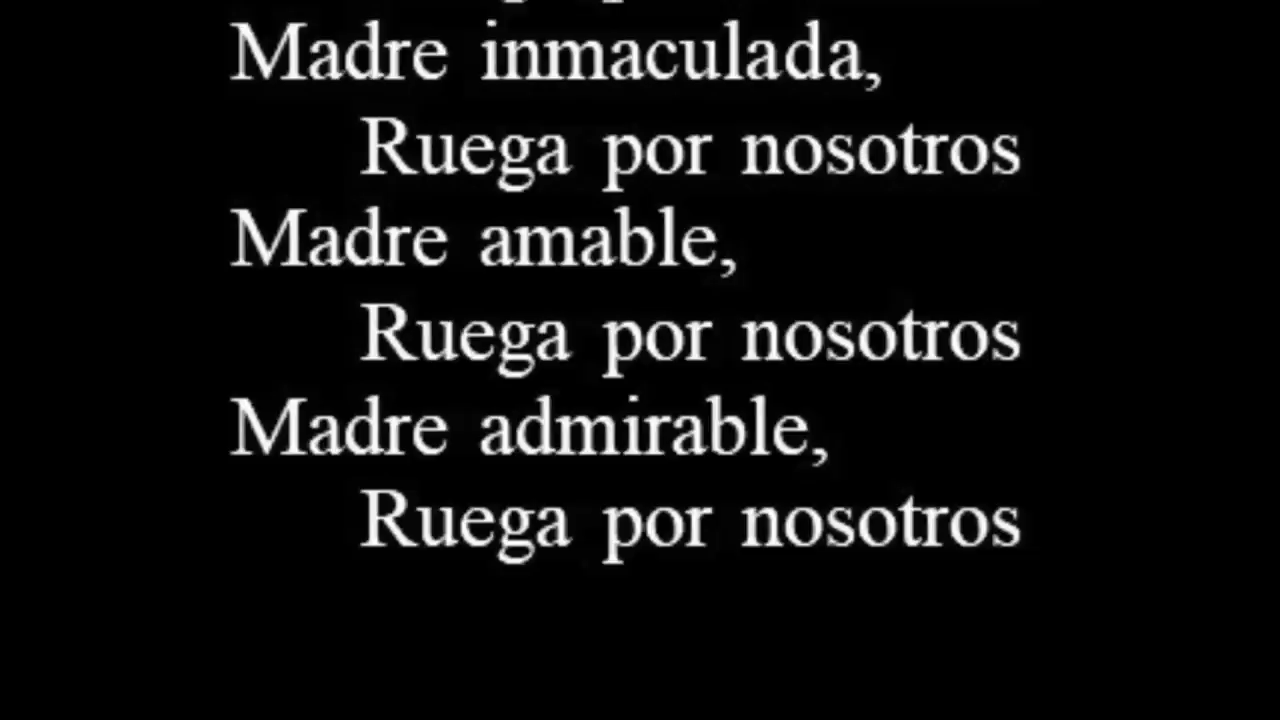 Madre inmaculada,
Ruega por nosotros
Madre amable,
Ruega por nosotros
Madre admirable,
Ruega por nosotros